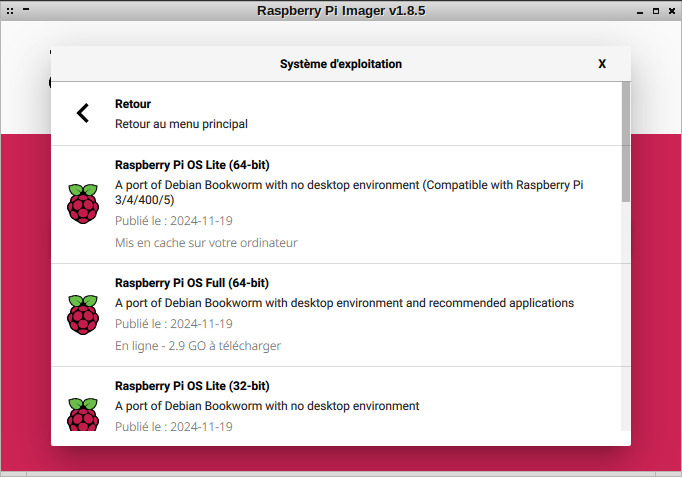 Raspberry Pi Imager v1.8.5
Système d'exploitation
X
Retour
Retour au menu principal
Raspberry Pi OS Lite (64-bit)
A port of Debian Bookworm with no desktop environment (Compatible with Raspberry Pi
3/4/400/5)
Publié le : 2024-11-19
Mis en cache sur votre ordinateur
Raspberry Pi OS Full (64-bit)
A port of Debian Bookworm with desktop environment and recommended applications
Publié le : 2024-11-19
En ligne - 2.9 GO à télécharger
Raspberry Pi OS Lite (32-bit)
A port of Debian Bookworm with no desktop environment
Publié le : 2024-11-19